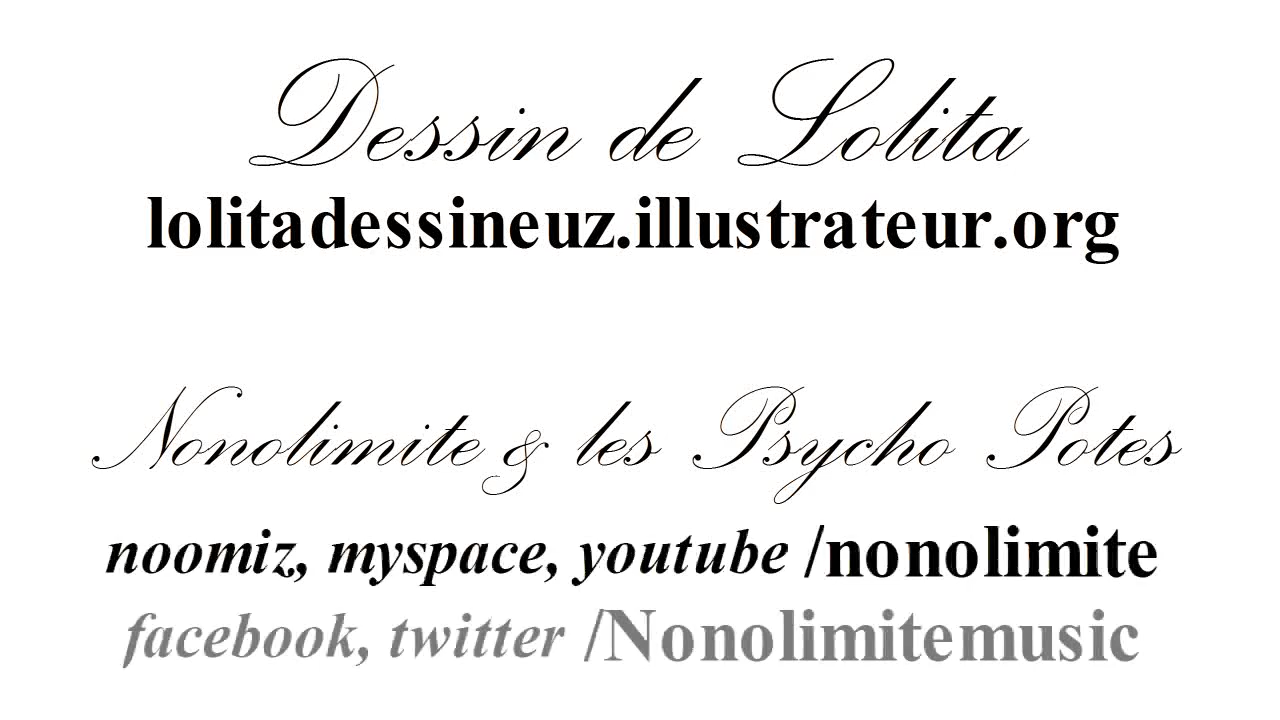 Dessin de Lolita
lolitadessineuz.illustrateur.org
Nonolimite & les Psycho Potes
noomiz, myspace, youtube /nonolimite
facebook, twitter /Nonolimitemusic